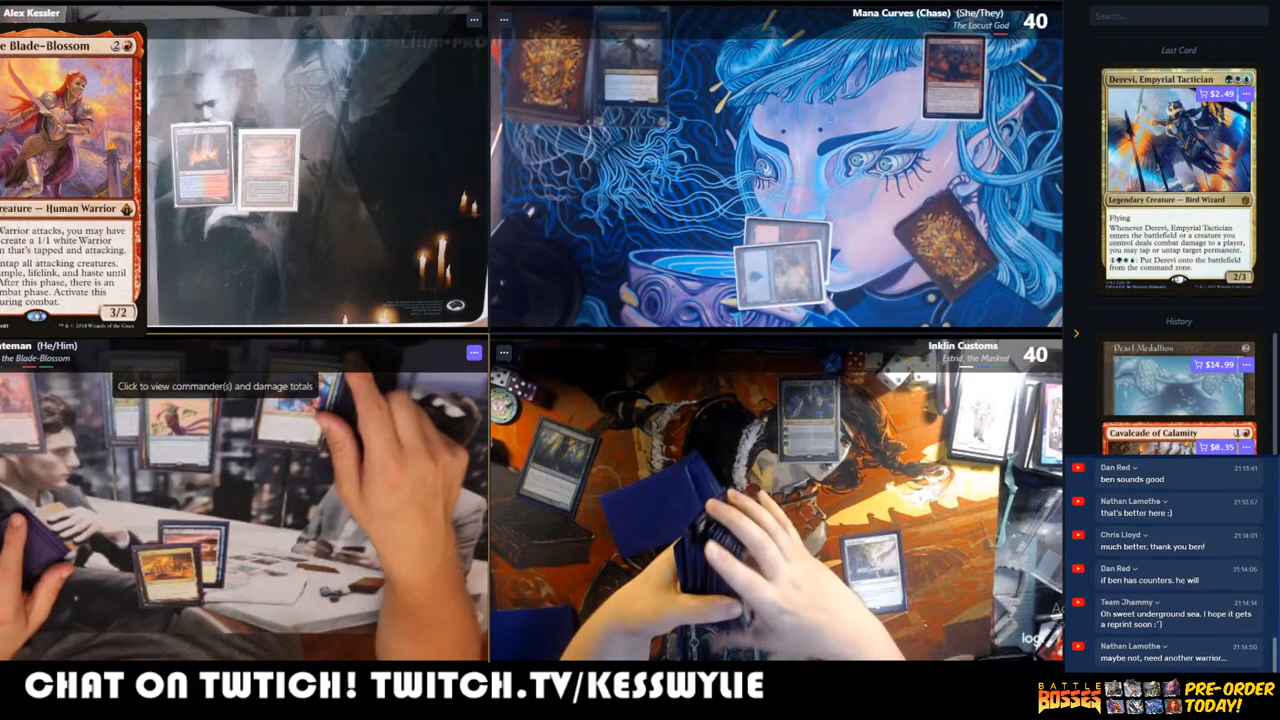 Alex Kessler
e Blade-Blossom 2
reature — Human Warrior
Warrior attacks, you may have
create a 1/1 white Warrior
n that's tapped and attacking.
ntap all attacking creatures.
mple, lifelink, and haste until
After this phase, there is an
mbat phase. Activate this
uring combat.
3/2
Mana Curves (Chase) (She/They)
The Locust God
40
nteman (He/Him)
the Blade-Blossom
Click to view commander(s) and damage totals
Inklin Customs
Estrid, the Masked
40
Search...
Last Card
Derevi, Empyrial Tactician
$2.49
Legendary Creature — Bird Wizard
Flying
Whenever Derevi, Empyrial Tactician
enters the battlefield or a creature you
control deals combat damage to a player,
you may tap or untap target permanent.
: Put Derevi onto the battlefield
from the command zone.
2/3
History
Pearl Medallion 2
$14.99
Cavalcade of Calamity 1
$0.35
Dan Red 21:13:41
ben sounds good
Nathan Lamothe 21:13:57
that's better here :)
Chris Lloyd 21:14:01
much better, thank you ben!
Dan Red 21:14:05
if ben has counters. he will
Team Jhammy 21:14:14
Oh sweet underground sea. I hope it gets
a reprint soon :')
Nathan Lamothe 21:14:50
maybe not, need another warrior...
CHAT ON TWTICH! TWITCH.TV/KESSWYLIE
BATTLE
BOSSES
PRE-ORDER
TODAY!